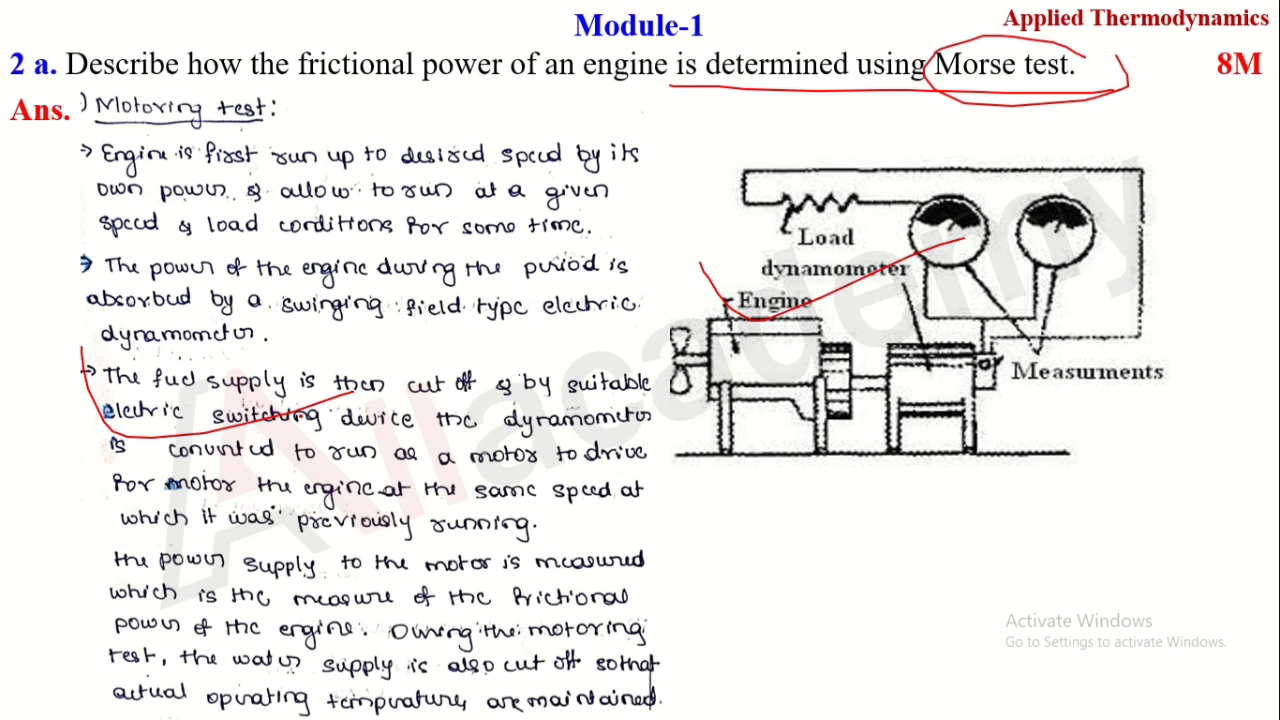 Module-1
Applied Thermodynamics
2 a. Describe how the frictional power of an engine is determined using Morse test.
8M
Ans. 1) Motoring test:
→ Engine is first run up to desired speed by its
own power & allow to run at a given
speed & load conditions for some time.
→ The power of the engine during the period is
absorbed by a swinging field type electric
dynamometer.
→ The fuel supply is then cut off & by suitable
electric switching device the dynamometer
is converted to run as a motor to drive
for motor the engine at the same speed at
which it was previously running.
the power supply to the motor is measured
which is the measure of the frictional
power of the engine. During the motoring
test, the water supply is also cut off so that
actual operating temperatures are maintained.
Load
dynamometer
Engine
Measurments
Allacademy
Activate Windows
Go to Settings to activate Windows.